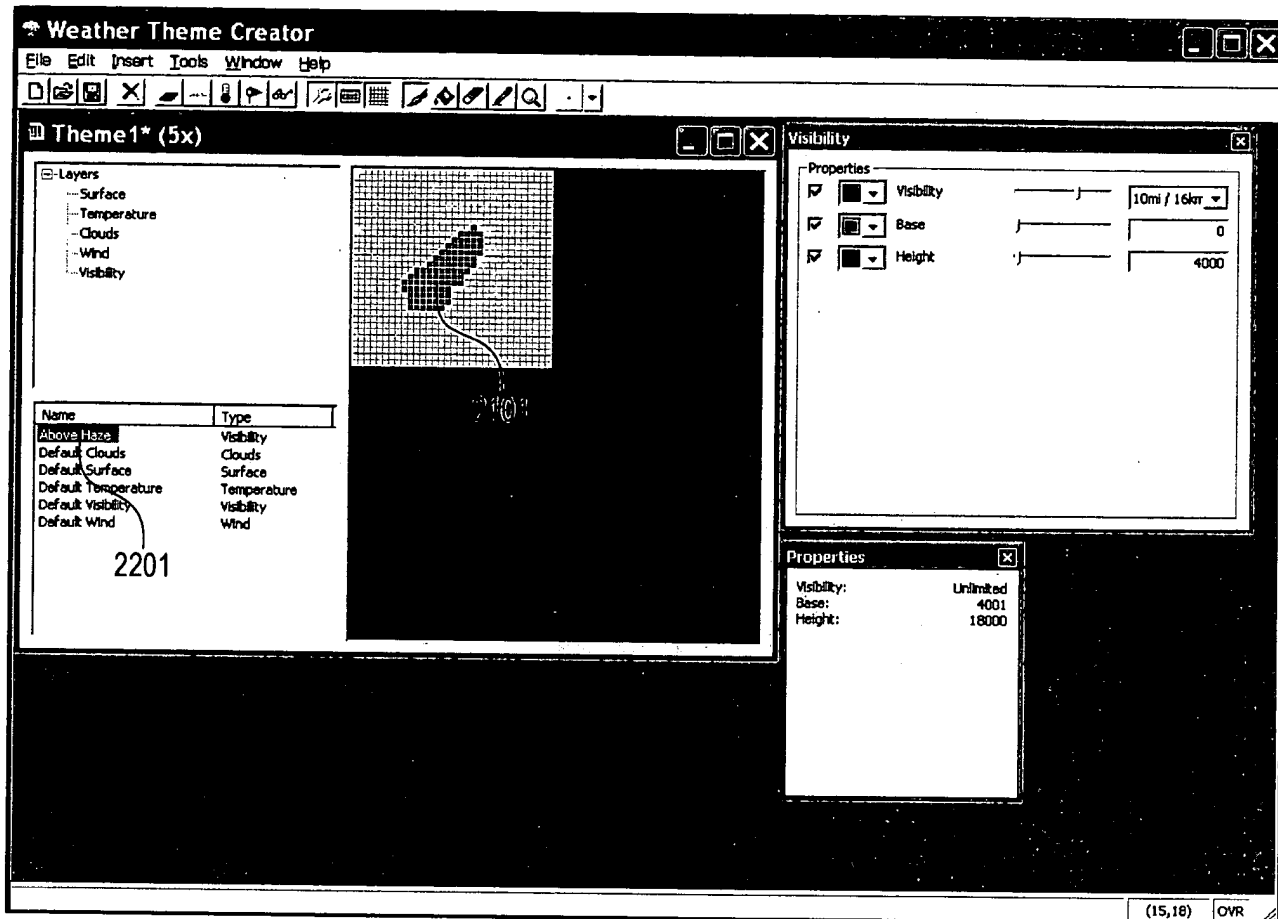 Weather Theme Creator
File Edit Insert Tools Window Help
Theme1* (5x)
Layers
Surface
Temperature
Clouds
Wind
Visibility
2101
Name Type
Above Haze Visibility
Default Clouds Clouds
Default Surface Surface
Default Temperature Temperature
Default Visibility Visibility
Default Wind Wind
2201
Visibility
Properties
Visibility 10mi / 16km
Base 0
Height 4000
Properties
Visibility: Unlimited
Base: 4001
Height: 18000
(15,18) OVR